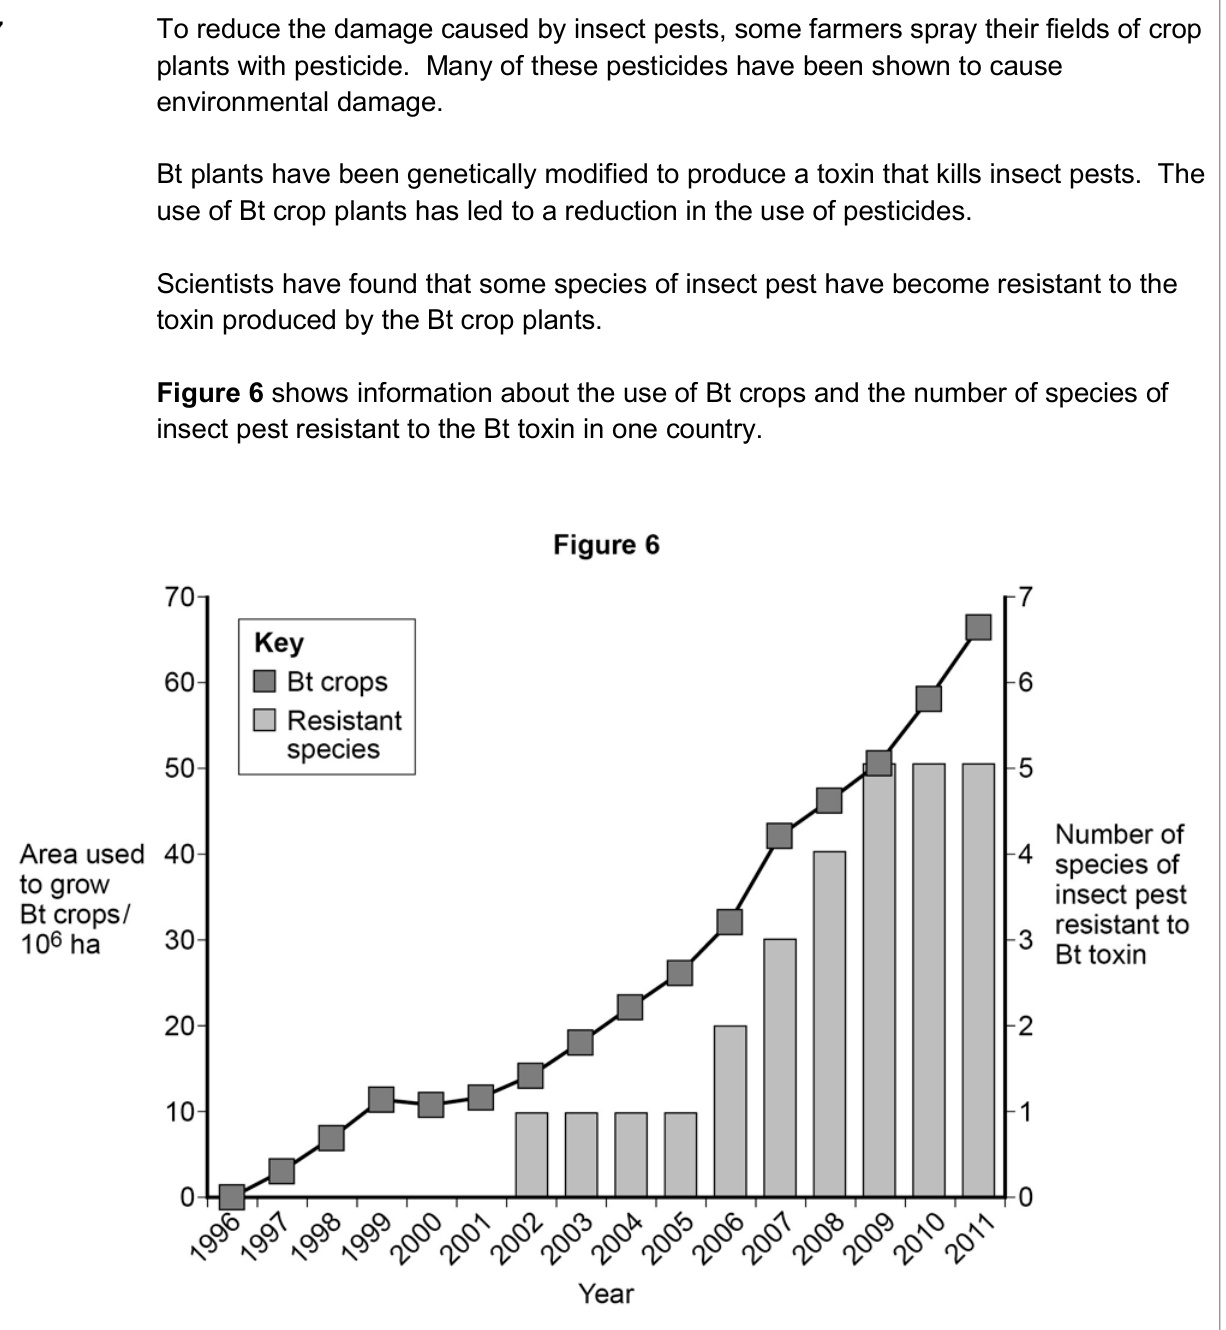 To reduce the damage caused by insect pests, some farmers spray their fields of crop
plants with pesticide.  Many of these pesticides have been shown to cause
environmental damage.
Bt plants have been genetically modified to produce a toxin that kills insect pests.  The
use of Bt crop plants has led to a reduction in the use of pesticides.
Scientists have found that some species of insect pest have become resistant to the
toxin produced by the Bt crop plants.
Figure 6 shows information about the use of Bt crops and the number of species of
insect pest resistant to the Bt toxin in one country.
Figure 6
Key
Bt crops
Resistant
species
Area used
to grow
Bt crops/
10⁶ ha
70
60
50
40
30
20
10
0
7
6
5
4
3
2
1
0
Number of
species of
insect pest
resistant to
Bt toxin
1996
1997
1998
1999
2000
2001
2002
2003
2004
2005
2006
2007
2008
2009
2010
2011
Year